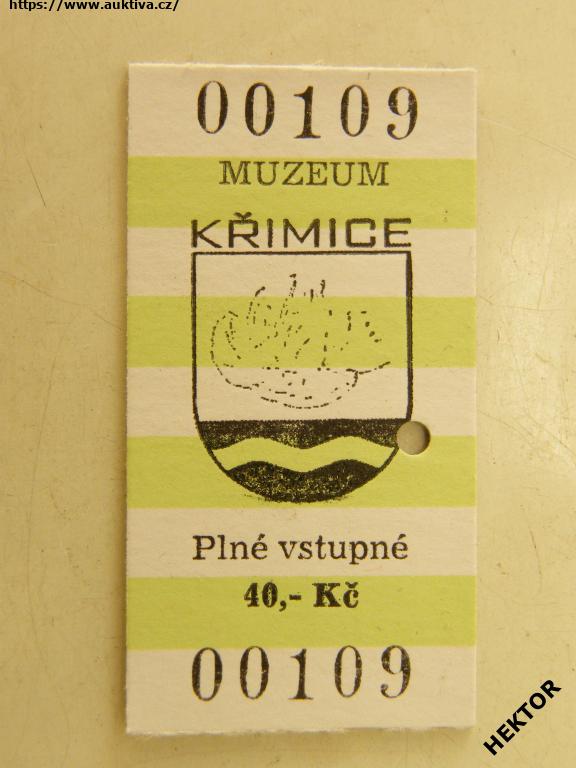 https://www.auktiva.cz/
00109
MUZEUM
KŘIMICE
Plné vstupné
40,- Kč
00109
HEKTOR